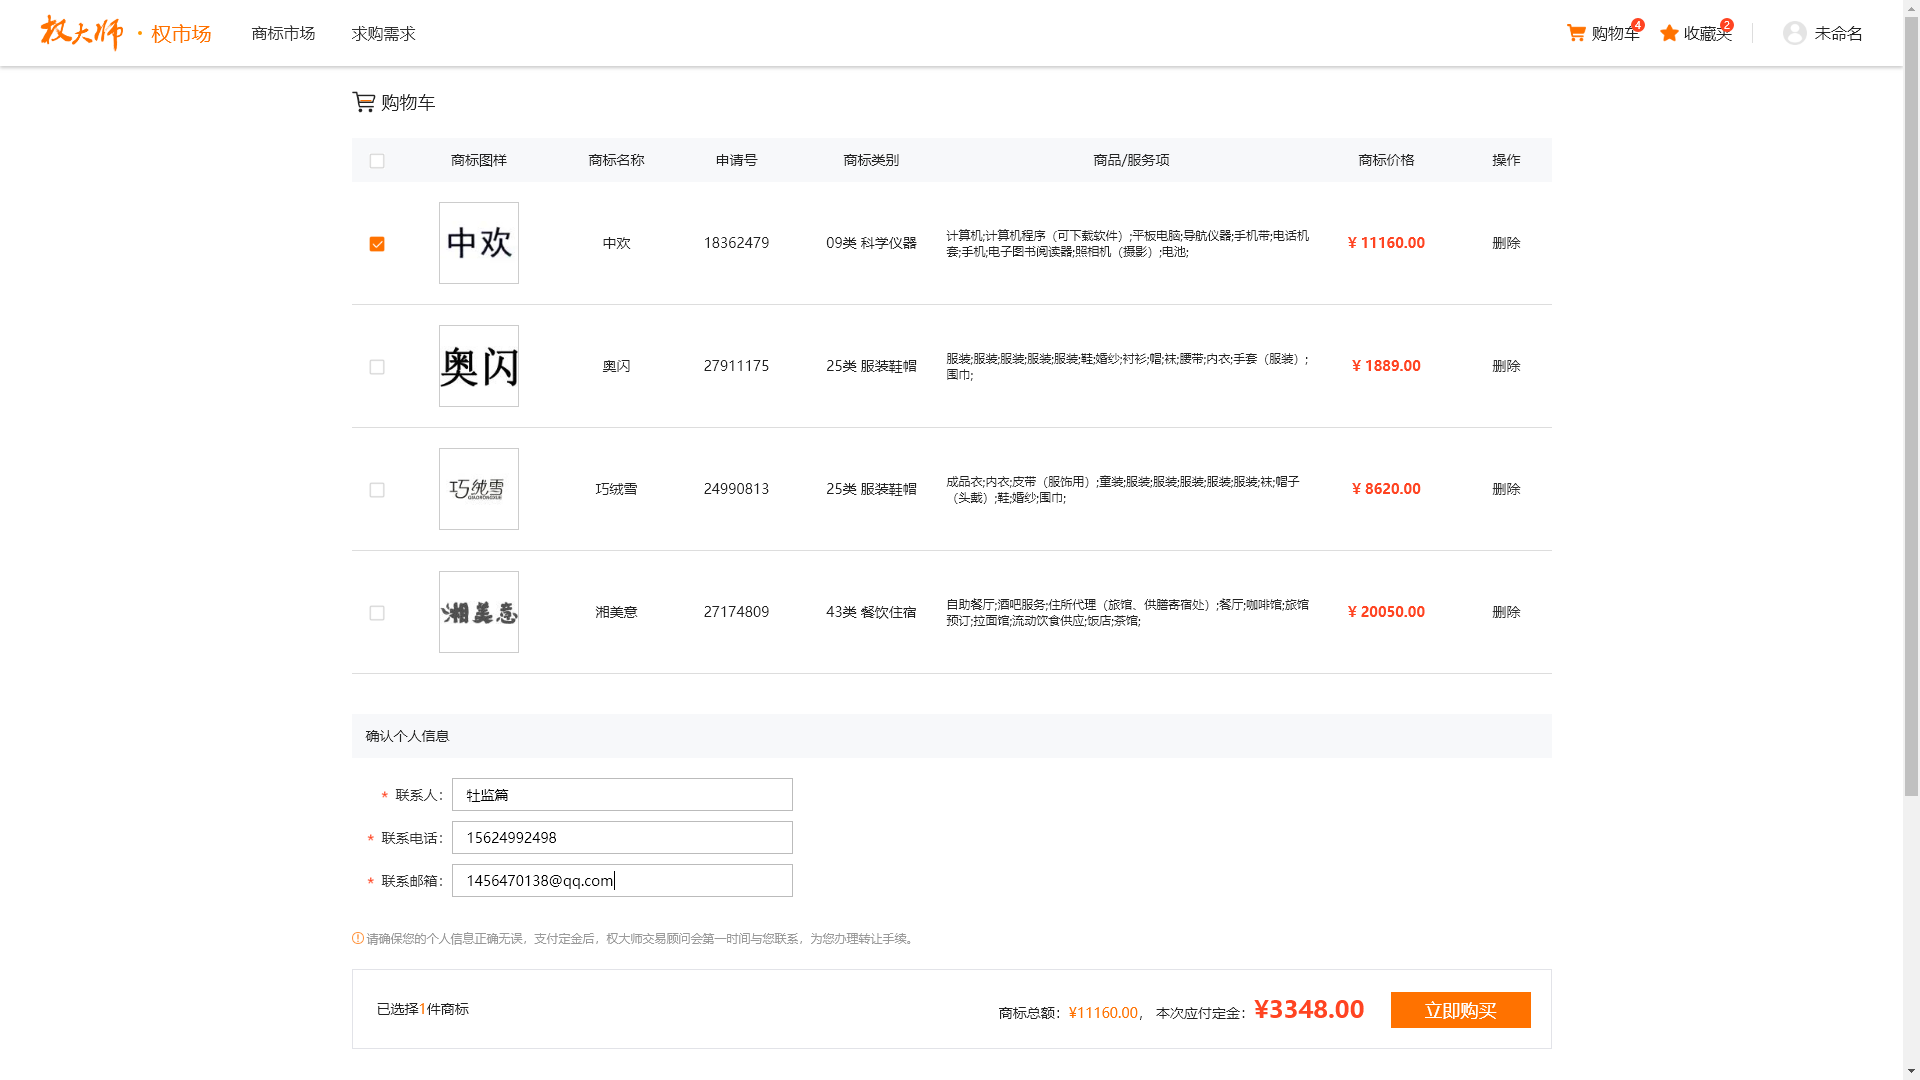 权大师·权市场 商标市场 求购需求 购物车 4 收藏夹 2 未命名
购物车
商标图样 商标名称 申请号 商标类别 商品/服务项 商标价格 操作
中欢 中欢 18362479 09类 科学仪器 计算机;计算机程序（可下载软件）;平板电脑;导航仪器;手机带;电话机
套;手机;电子图书阅读器;照相机（摄影）;电池; ¥ 11160.00 删除
奥闪 奥闪 27911175 25类 服装鞋帽 服装;服装;服装;服装;服装;鞋;婚纱;衬衫;帽;袜;腰带;内衣;手套（服装）;
围巾; ¥ 1889.00 删除
巧绒雪 QIAORONGXUE 巧绒雪 24990813 25类 服装鞋帽 成品衣;内衣;皮带（服饰用）;童装;服装;服装;服装;服装;服装;袜;帽子
（头戴）;鞋;婚纱;围巾; ¥ 8620.00 删除
湘美意 湘美意 27174809 43类 餐饮住宿 自助餐厅;酒吧服务;住所代理（旅馆、供膳寄宿处）;餐厅;咖啡馆;旅馆
预订;拉面馆;流动饮食供应;饭店;茶馆; ¥ 20050.00 删除
确认个人信息
* 联系人： 牡监篇
* 联系电话： 15624992498
* 联系邮箱： 1456470138@qq.com
请确保您的个人信息正确无误，支付定金后，权大师交易顾问会第一时间与您联系，为您办理转让手续。
已选择1件商标 商标总额：¥11160.00， 本次应付定金：¥3348.00 立即购买